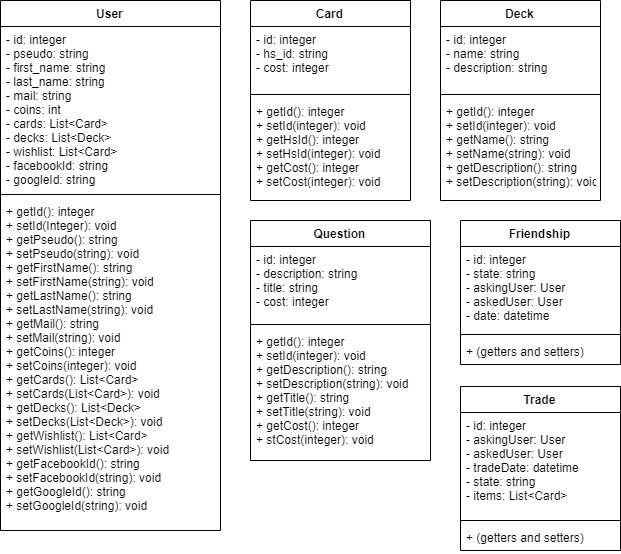 User
- id: integer
- pseudo: string
- first_name: string
- last_name: string
- mail: string
- coins: int
- cards: List<Card>
- decks: List<Deck>
- wishlist: List<Card>
- facebookId: string
- googleId: string
+ getId(): integer
+ setId(Integer): void
+ getPseudo(): string
+ setPseudo(string): void
+ getFirstName(): string
+ setFirstName(string): void
+ getLastName(): string
+ setLastName(string): void
+ getMail(): string
+ setMail(string): void
+ getCoins(): integer
+ setCoins(integer): void
+ getCards(): List<Card>
+ setCards(List<Card>): void
+ getDecks(): List<Deck>
+ setDecks(List<Deck>): void
+ getWishlist(): List<Card>
+ setWishlist(List<Card>): void
+ getFacebookId(): string
+ setFacebookId(string): void
+ getGoogleId(): string
+ setGoogleId(string): void
Card
- id: integer
- hs_id: string
- cost: integer
+ getId(): integer
+ setId(integer): void
+ getHsId(): integer
+ setHsId(integer): void
+ getCost(): integer
+ setCost(integer): void
Deck
- id: integer
- name: string
- description: string
+ getId(): integer
+ setId(integer): void
+ getName(): string
+ setName(string): void
+ getDescription(): string
+ setDescription(string): void
Question
- id: integer
- description: string
- title: string
- cost: integer
+ getId(): integer
+ setId(integer): void
+ getDescription(): string
+ setDescription(string): void
+ getTitle(): string
+ setTitle(string): void
+ getCost(): integer
+ stCost(integer): void
Friendship
- id: integer
- state: string
- askingUser: User
- askedUser: User
- date: datetime
+ (getters and setters)
Trade
- id: integer
- askingUser: User
- askedUser: User
- tradeDate: datetime
- state: string
- items: List<Card>
+ (getters and setters)